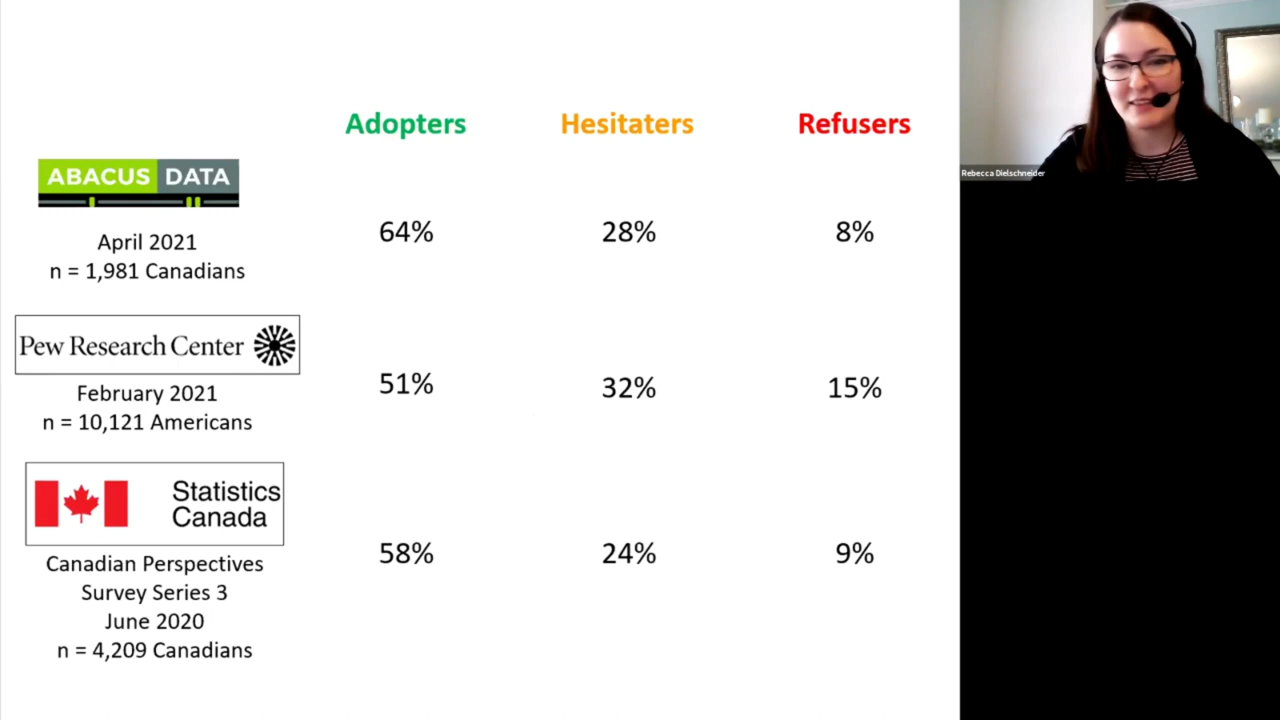 Adopters Hesitaters Refusers
ABACUS DATA
April 2021
n = 1,981 Canadians
64% 28% 8%
Pew Research Center
February 2021
n = 10,121 Americans
51% 32% 15%
Statistics
Canada
Canadian Perspectives
Survey Series 3
June 2020
n = 4,209 Canadians
58% 24% 9%
Rebecca Dielschneider